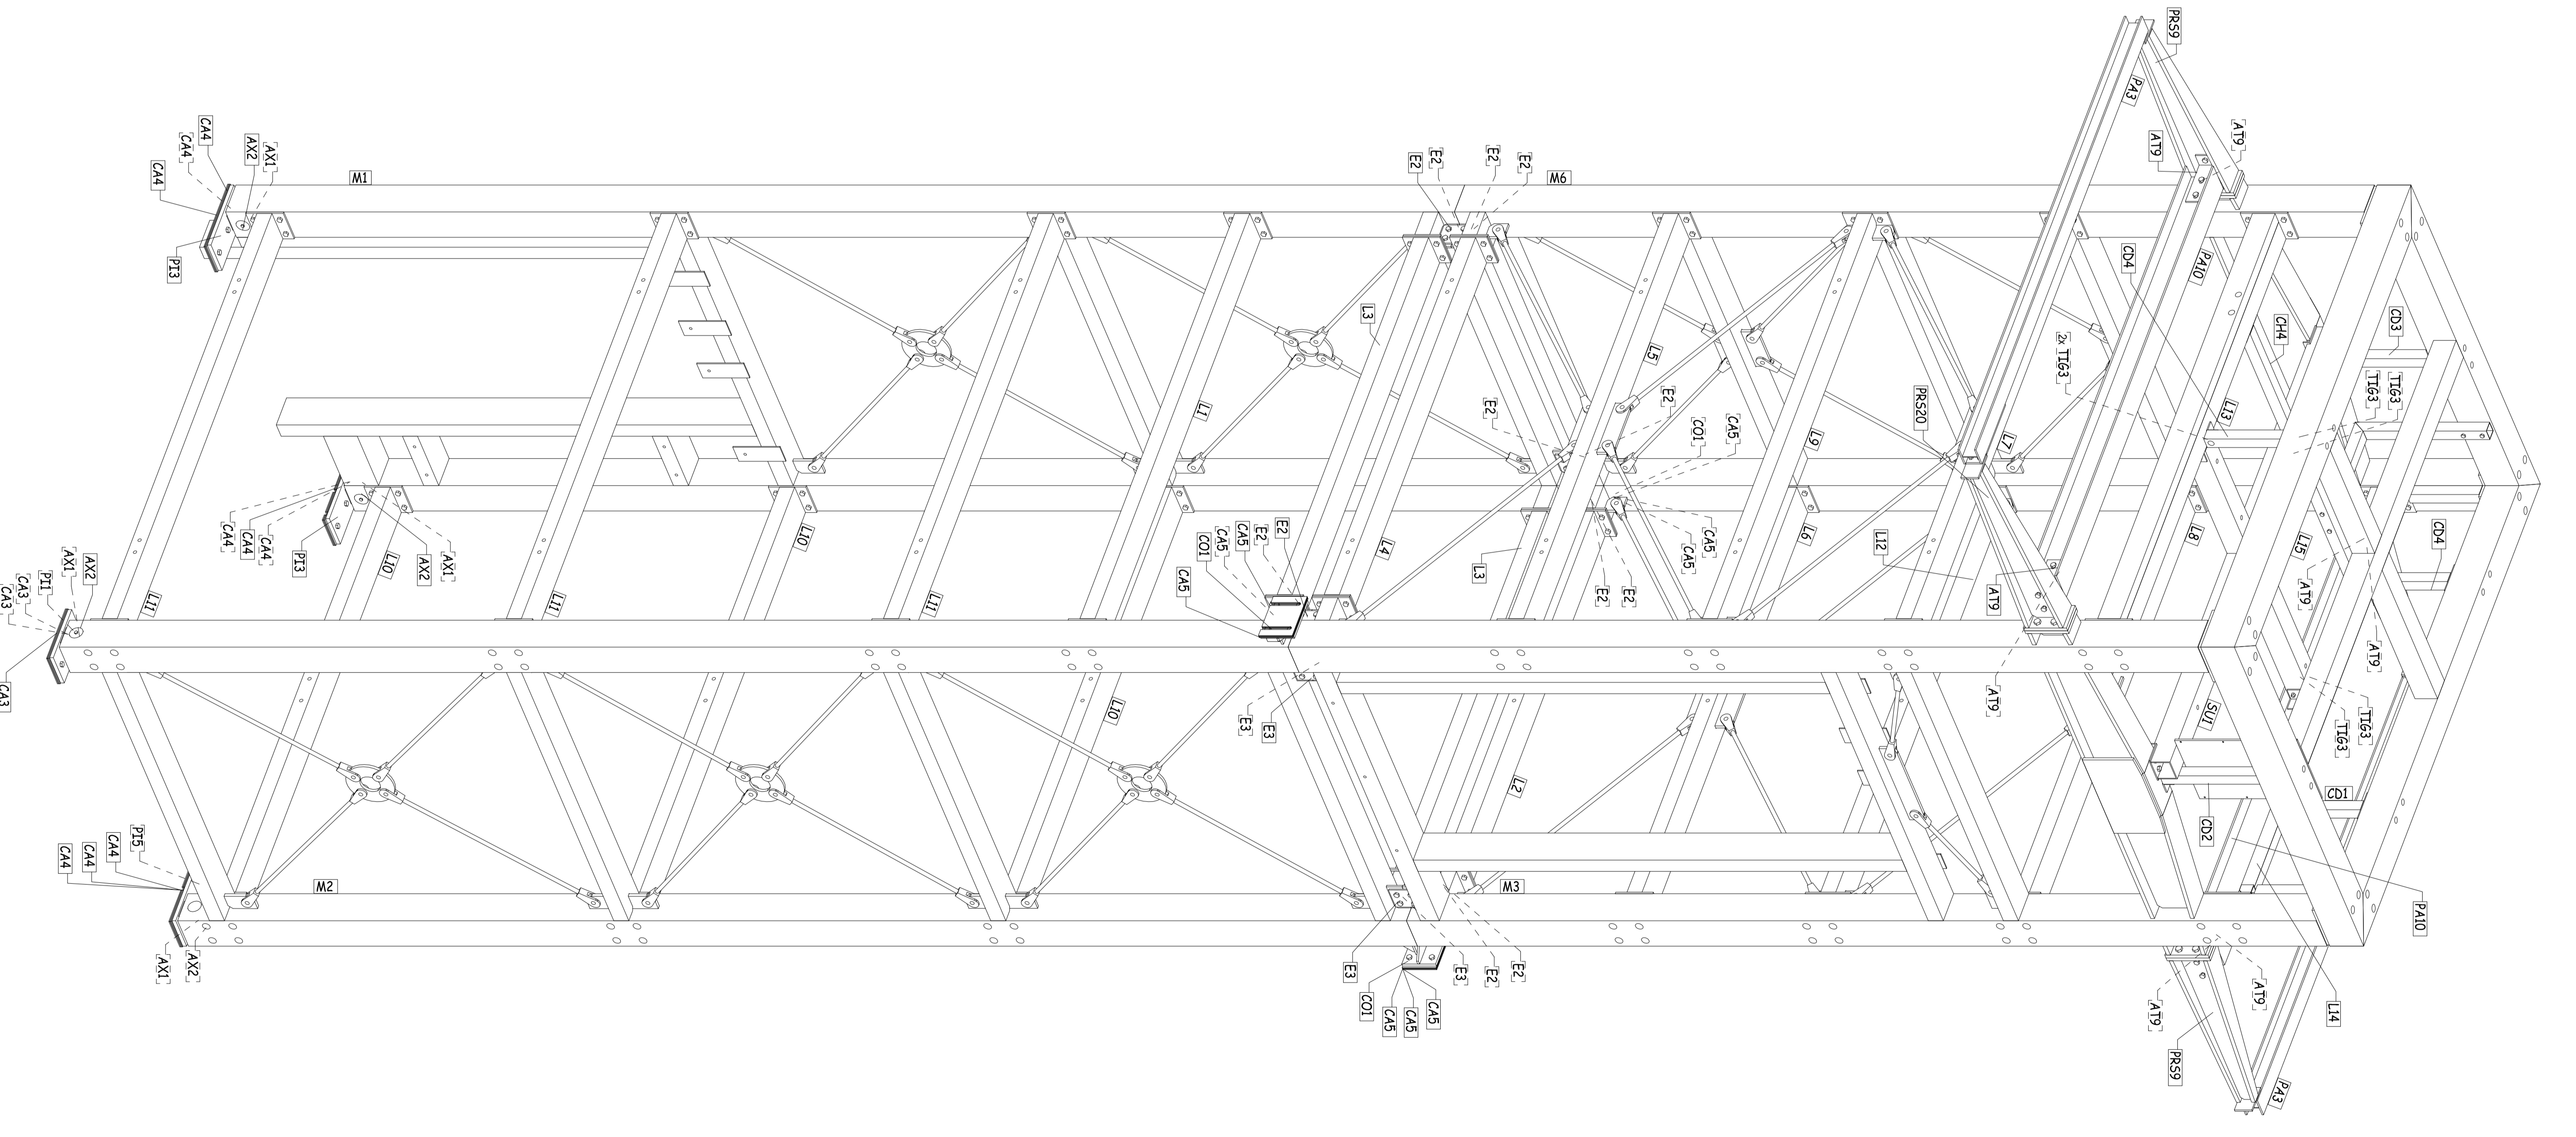 PRS9
PA3
AT9
AT9
AX1
AX2
CA4
CA4
CA4
PI3
M1
E2
E2
E2
E2
M6
CD4
PA10
CD3
CH4
2x TIG3
TIG3
TIG3
L13
L3
L5
L1
E2
E2
CO1
CA5
L9
PRS20
L7
CD4
L15
L8
CA4
CA4
CA4
PI3
AX2
AX1
L10
L10
L4
L3
CA5
CA5
E2
E2
L6
L12
AT9
AT9
AT9
E2
E2
CA5
CA5
CO1
CA5
AX2
AX1
PI1
CA3
CA3
CA3
L11
L11
L11
L10
E3
E3
AT9
SU1
TIG3
TIG3
L2
CD1
CD2
PI5
CA4
CA4
CA4
M2
M3
PA10
AX1
AX2
E3
E3
E2
E2
CO1
CA5
CA5
CA5
AT9
AT9
L14
PRS9
PA3